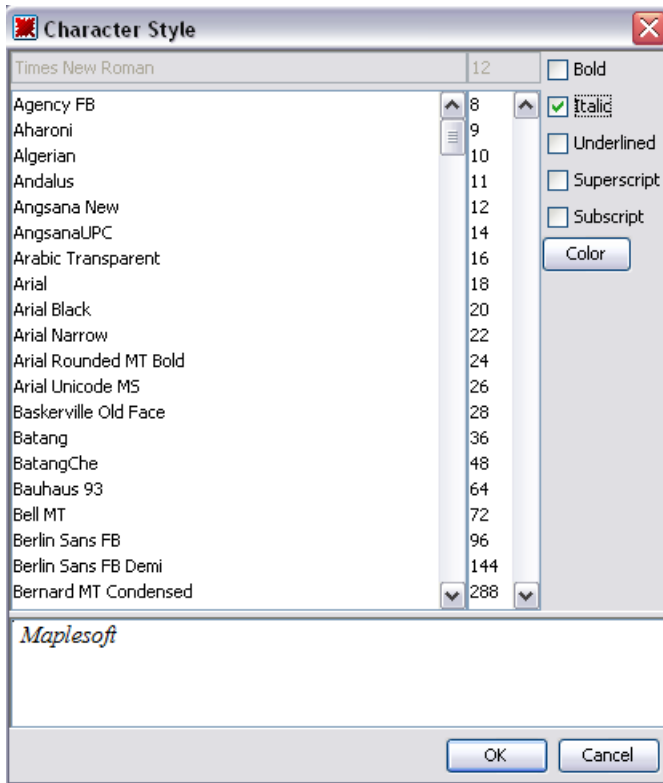 Character Style
Times New Roman 12 Bold
Agency FB 8 Italic
Aharoni 9
Algerian 10 Underlined
Andalus 11 Superscript
Angsana New 12 Subscript
AngsanaUPC 14
Arabic Transparent 16 Color
Arial 18
Arial Black 20
Arial Narrow 22
Arial Rounded MT Bold 24
Arial Unicode MS 26
Baskerville Old Face 28
Batang 36
BatangChe 48
Bauhaus 93 64
Bell MT 72
Berlin Sans FB 96
Berlin Sans FB Demi 144
Bernard MT Condensed 288
Maplesoft
OK Cancel